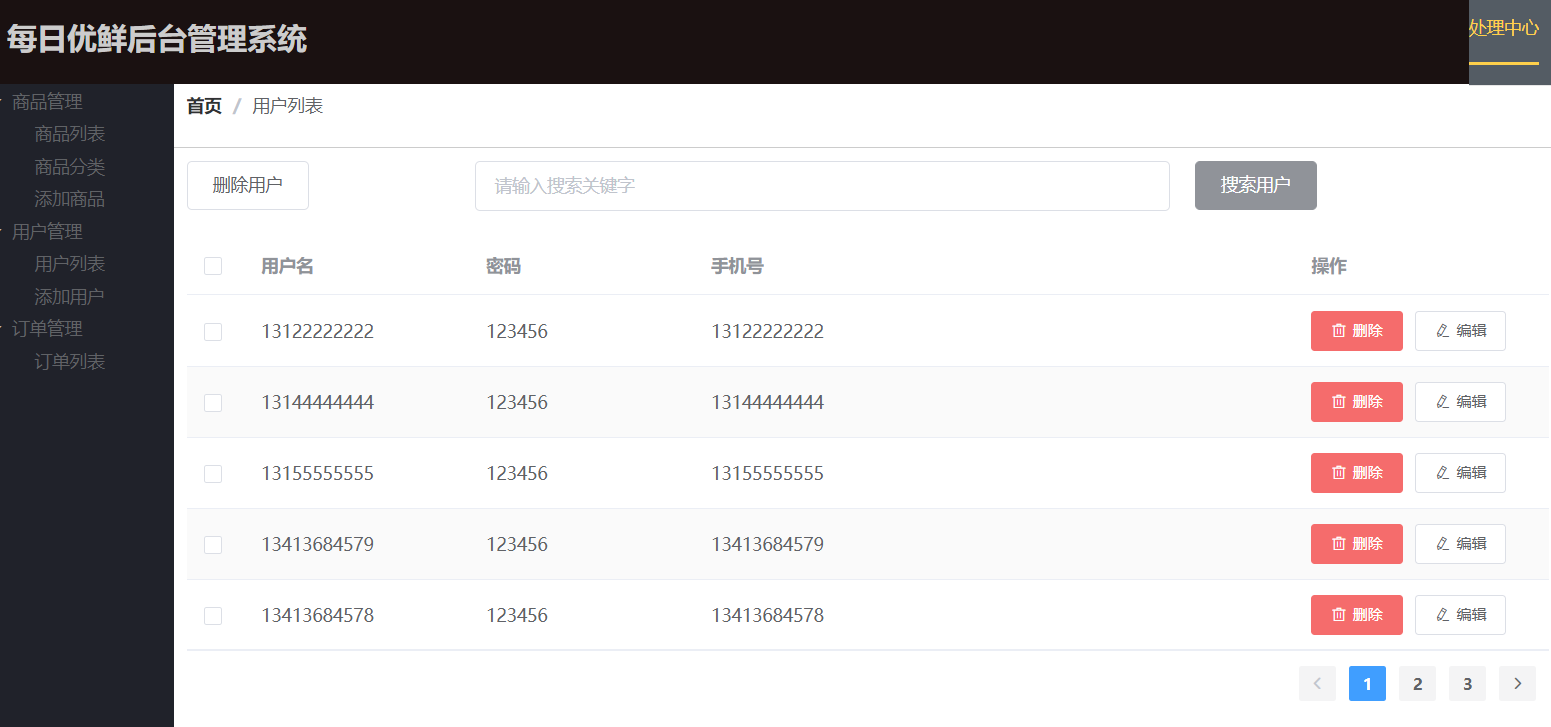 每日优鲜后台管理系统
处理中心
商品管理
商品列表
商品分类
添加商品
用户管理
用户列表
添加用户
订单管理
订单列表
首页 / 用户列表
删除用户 请输入搜索关键字 搜索用户
用户名 密码 手机号 操作
13122222222 123456 13122222222 删除 编辑
13144444444 123456 13144444444 删除 编辑
13155555555 123456 13155555555 删除 编辑
13413684579 123456 13413684579 删除 编辑
13413684578 123456 13413684578 删除 编辑
1 2 3